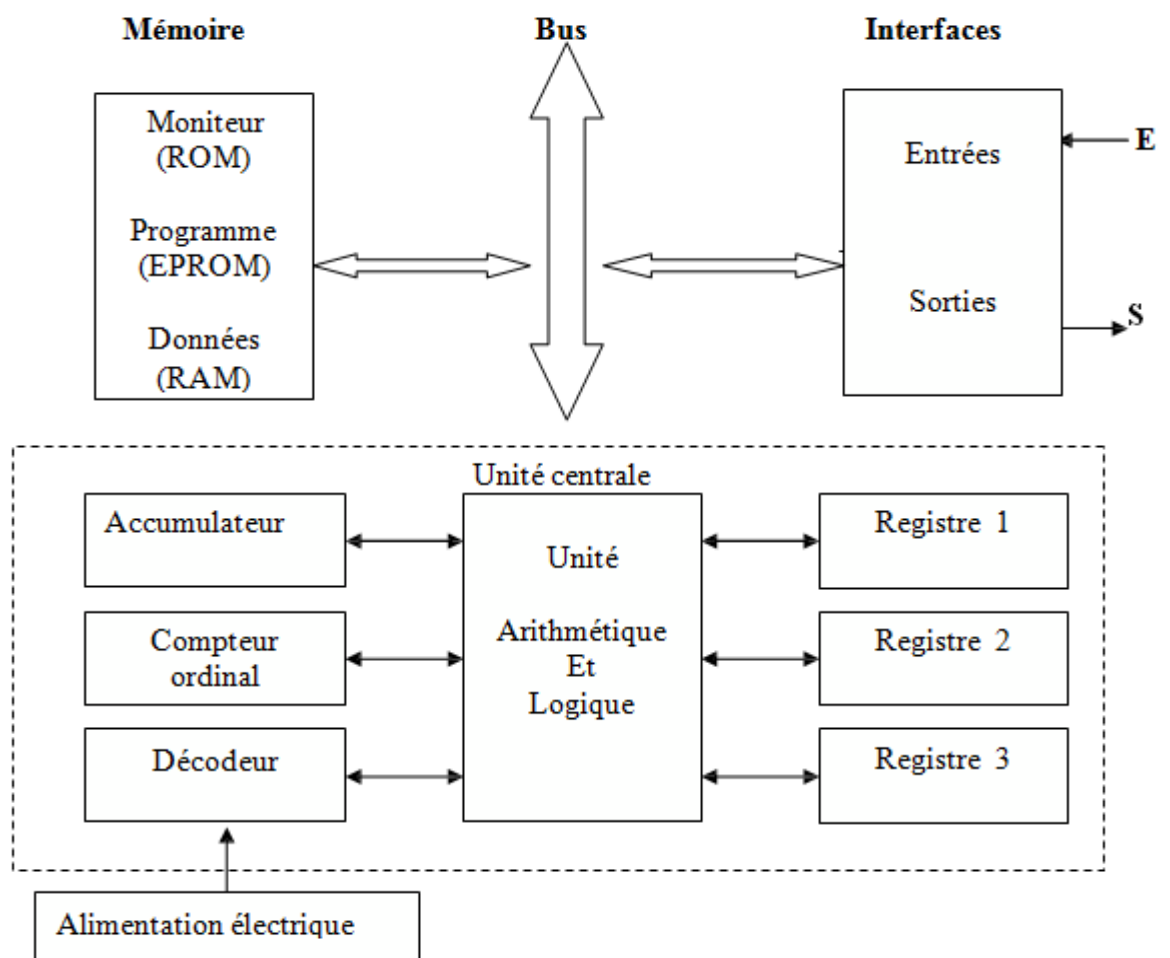 Mémoire
Bus
Interfaces
Moniteur
(ROM)
Programme
(EPROM)
Données
(RAM)
Entrées
Sorties
E
S
Unité centrale
Accumulateur
Compteur
ordinal
Décodeur
Unité
Arithmétique
Et
Logique
Registre 1
Registre 2
Registre 3
Alimentation électrique